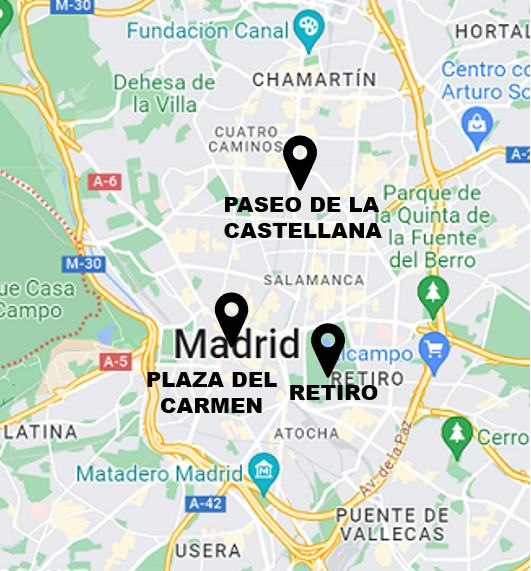 M-30
Fundación Canal
HORTAL
CHAMARTÍN
Centro co
Arturo So
Dehesa de
la Villa
CUATRO
CAMINOS
A-2
A-6
PASEO DE LA
CASTELLANA
Parque de
la Quinta de
la Fuente
del Berro
M-30
ue Casa
Campo
SALAMANCA
Madrid
lcampo
A-5
PLAZA DEL
CARMEN
RETIRO
RETIRO
LATINA
ATOCHA
Cerro
Av. de la Paz
Matadero Madrid
A-42
PUENTE DE
VALLECAS
USERA